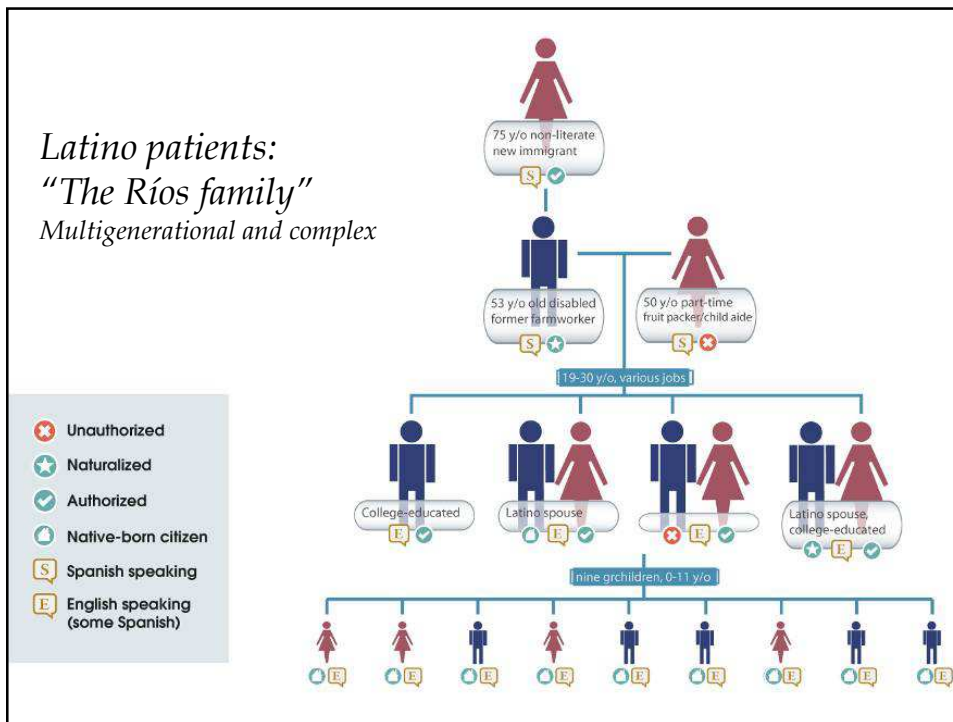 Latino patients:
“The Ríos family”
Multigenerational and complex
75 y/o non-literate
new immigrant
S
53 y/o old disabled
former farmworker
S
50 y/o part-time
fruit packer/child aide
S
19-30 y/o, various jobs
College-educated
E
Latino spouse
E
E
Latino spouse,
college-educated
E
nine grchildren, 0-11 y/o
E E E E E E E E E
Unauthorized
Naturalized
Authorized
Native-born citizen
S Spanish speaking
E English speaking
(some Spanish)